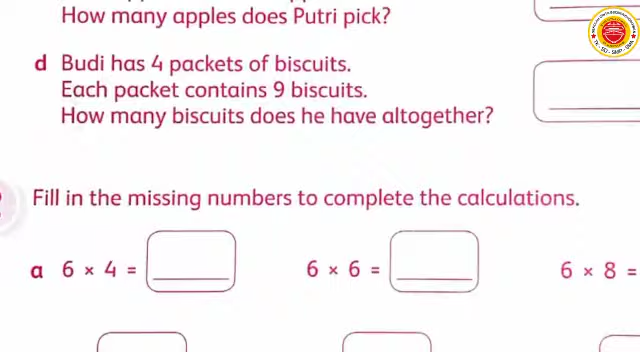 How many apples does Putri pick?
d Budi has 4 packets of biscuits.
Each packet contains 9 biscuits.
How many biscuits does he have altogether?
Fill in the missing numbers to complete the calculations.
a 6 × 4 = 6 × 6 = 6 × 8 =